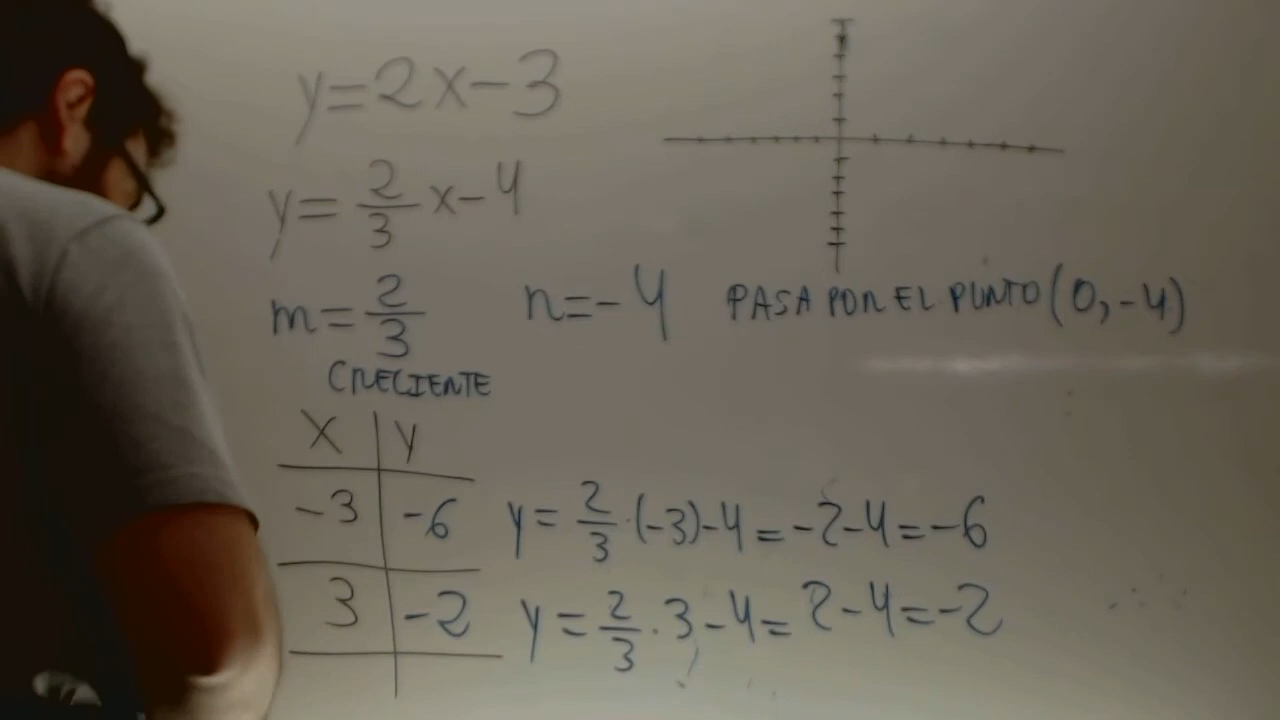 y=2x-3
y=2/3 x-4
m=2/3 n=-4 PASA POR EL PUNTO (0,-4)
CRECIENTE
x y
-3 -6 y=2/3·(-3)-4=-2-4=-6
3 -2 y=2/3·3-4=2-4=-2